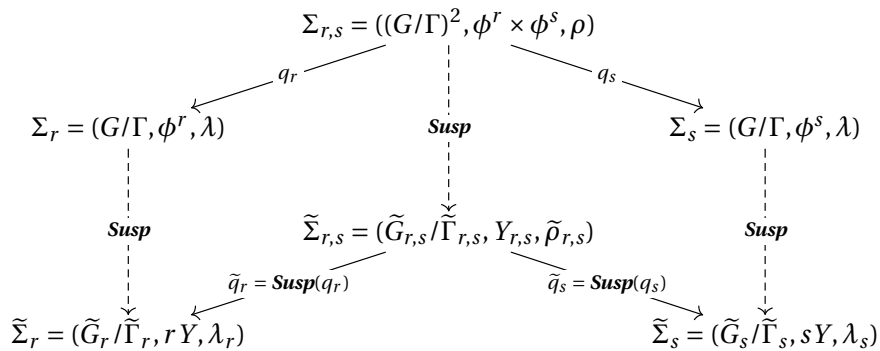 Σ_{r,s} = ((G/Γ)², ϕ^r × ϕ^s, ρ)
q_r q_s
Σ_r = (G/Γ, ϕ^r, λ) Susp Σ_s = (G/Γ, ϕ^s, λ)
Susp Σ̃_{r,s} = (G̃_{r,s}/Γ̃_{r,s}, Y_{r,s}, ρ̃_{r,s}) Susp
q̃_r = Susp(q_r) q̃_s = Susp(q_s)
Σ̃_r = (G̃_r/Γ̃_r, rY, λ_r) Σ̃_s = (G̃_s/Γ̃_s, sY, λ_s)